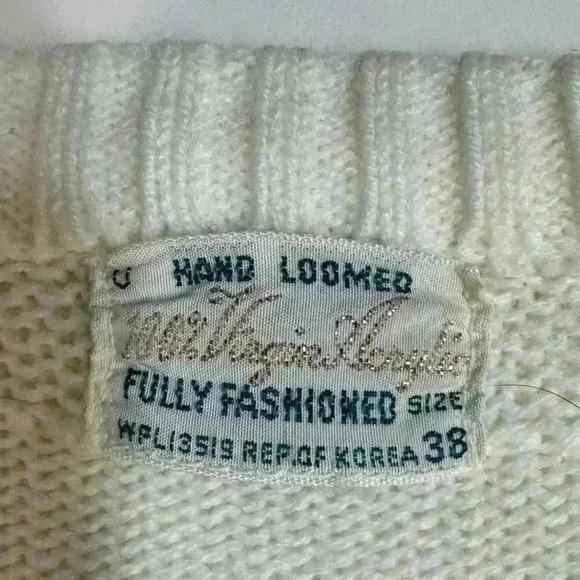 C HAND LOOMED
100% Virgin Acrylic
FULLY FASHIONED SIZE
WPL13519 REP.OF KOREA 38